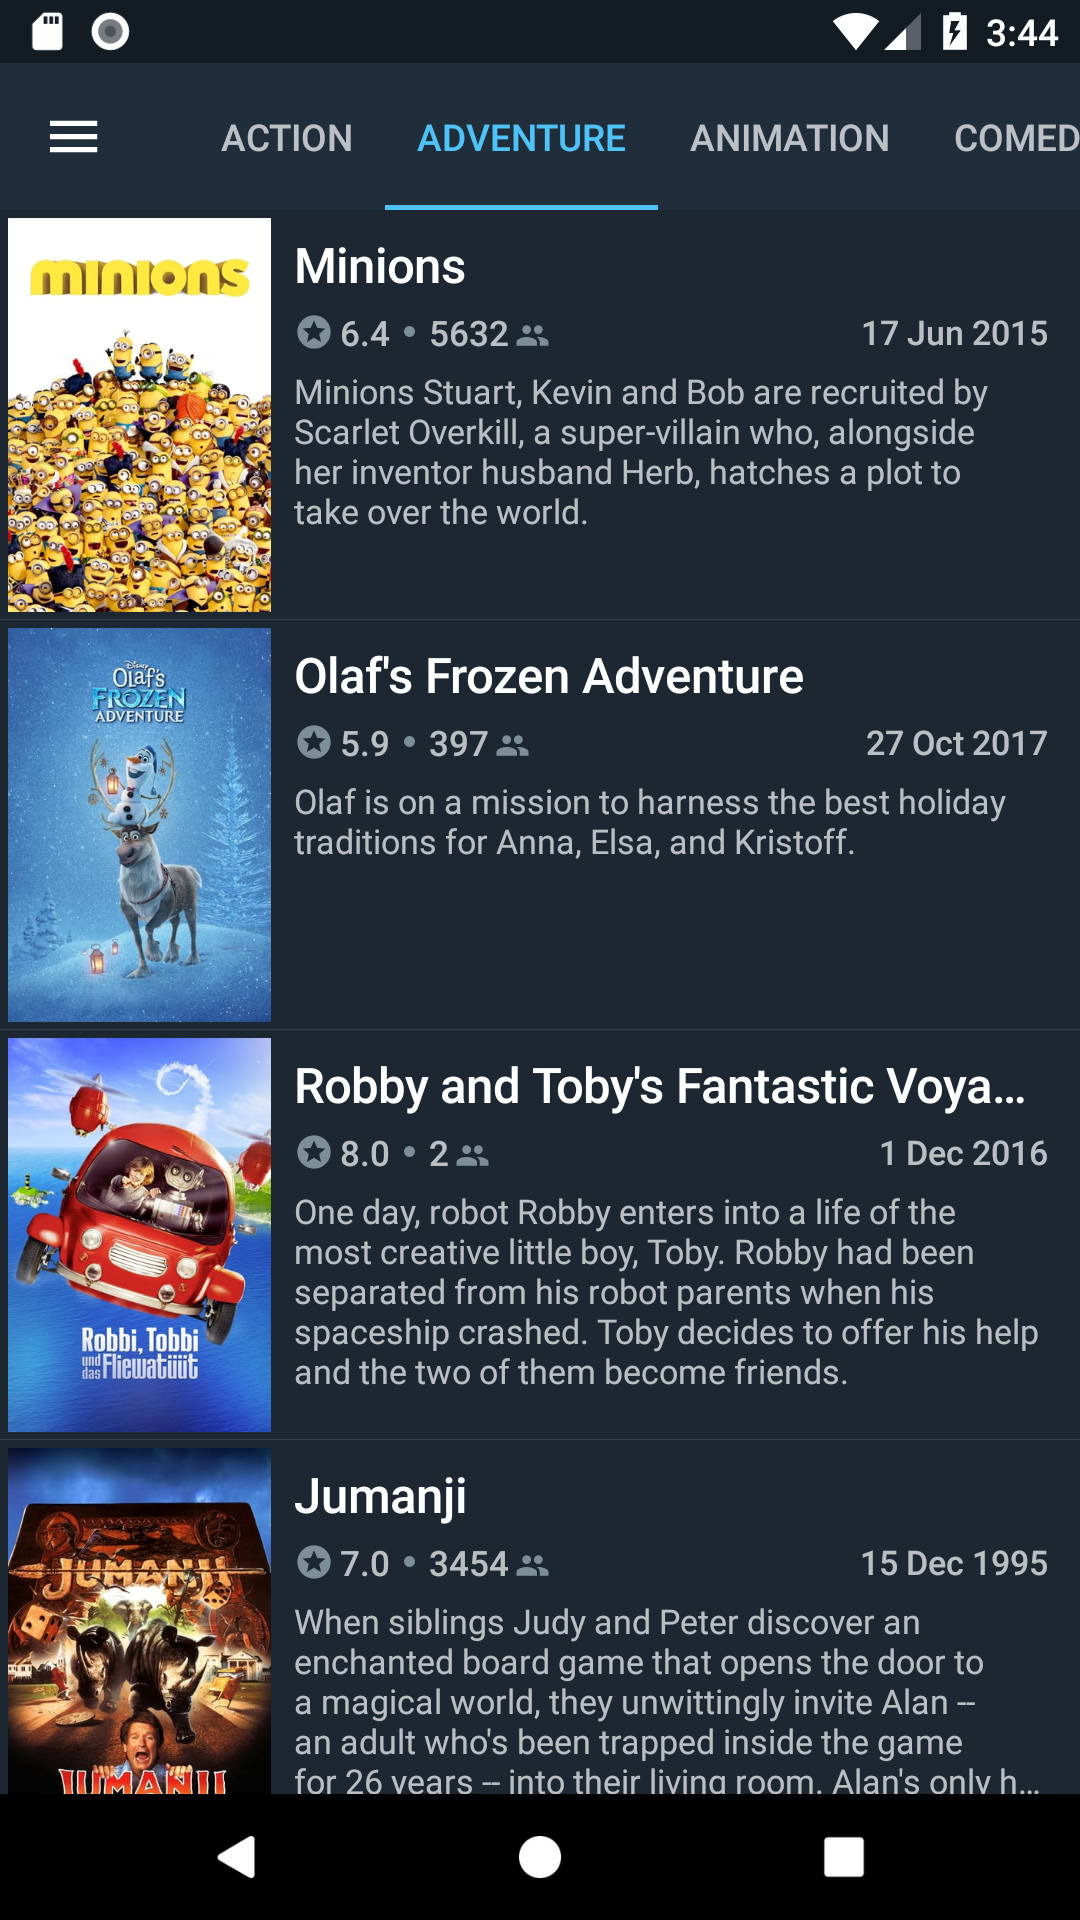 3:44
ACTION ADVENTURE ANIMATION COMED
minions
Minions
6.4 • 5632
17 Jun 2015
Minions Stuart, Kevin and Bob are recruited by
Scarlet Overkill, a super-villain who, alongside
her inventor husband Herb, hatches a plot to
take over the world.
Disney
Olaf's
FROZEN
ADVENTURE
Olaf's Frozen Adventure
5.9 • 397
27 Oct 2017
Olaf is on a mission to harness the best holiday
traditions for Anna, Elsa, and Kristoff.
Robbi, Tobbi
und das Fliewatüüt
Robby and Toby's Fantastic Voya...
8.0 • 2
1 Dec 2016
One day, robot Robby enters into a life of the
most creative little boy, Toby. Robby had been
separated from his robot parents when his
spaceship crashed. Toby decides to offer his help
and the two of them become friends.
JUMANJI
JUMANJI
Jumanji
7.0 • 3454
15 Dec 1995
When siblings Judy and Peter discover an
enchanted board game that opens the door to
a magical world, they unwittingly invite Alan --
an adult who's been trapped inside the game
for 26 years -- into their living room. Alan's only h...